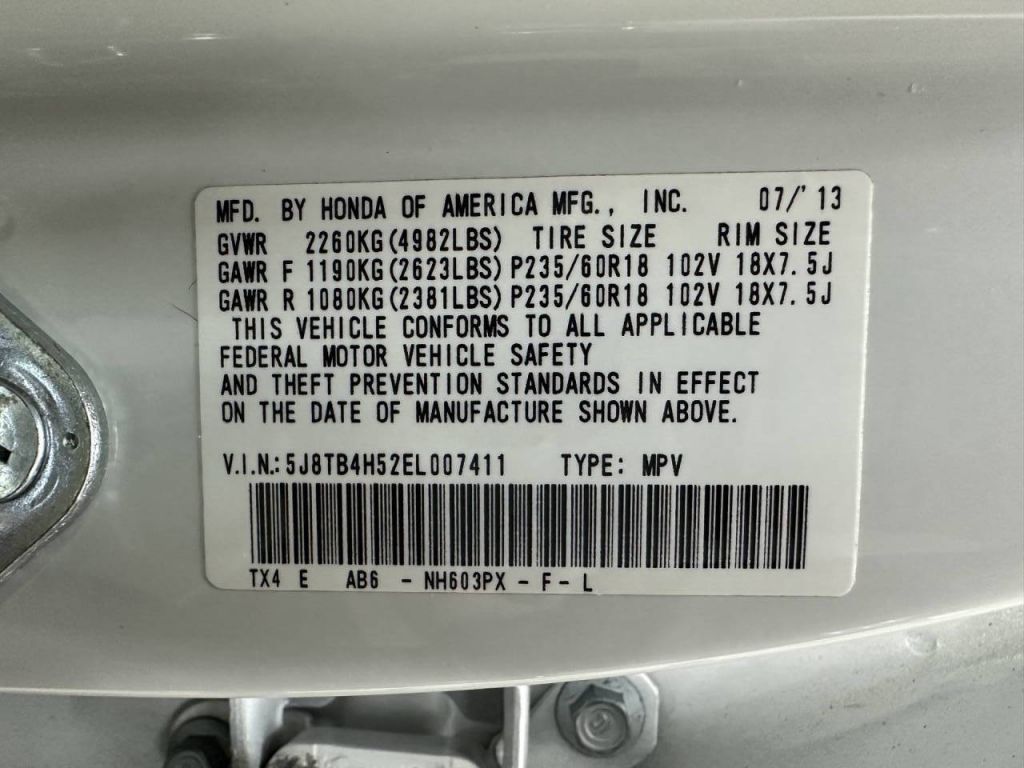 MFD. BY HONDA OF AMERICA MFG., INC. 07/'13
GVWR 2260KG(4982LBS) TIRE SIZE RIM SIZE
GAWR F 1190KG(2623LBS) P235/60R18 102V 18X7.5J
GAWR R 1080KG(2381LBS) P235/60R18 102V 18X7.5J
THIS VEHICLE CONFORMS TO ALL APPLICABLE
FEDERAL MOTOR VEHICLE SAFETY
AND THEFT PREVENTION STANDARDS IN EFFECT
ON THE DATE OF MANUFACTURE SHOWN ABOVE.
V.I.N.: 5J8TB4H52EL007411 TYPE: MPV
TX4 E AB6 - NH603PX - F - L